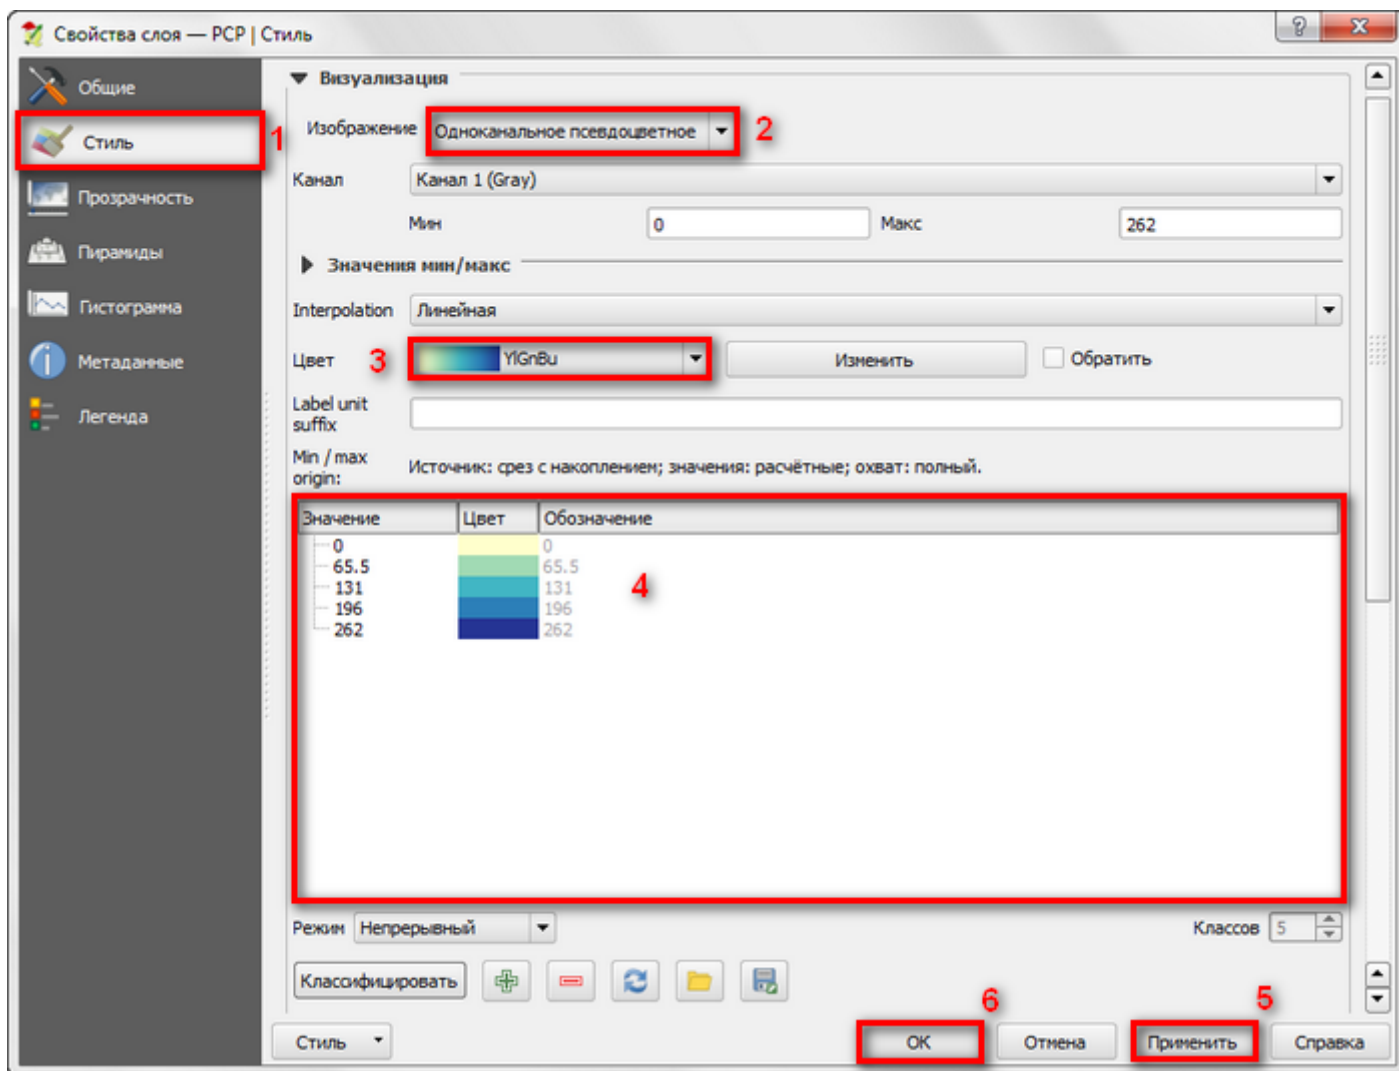 Свойства слоя — PCP | Стиль
Общие
Стиль
Прозрачность
Пирамиды
Гистограмма
Метаданные
Легенда
1
Визуализация
Изображение Одноканальное псевдоцветное 2
Канал Канал 1 (Gray)
Мин 0 Макс 262
Значения мин/макс
Interpolation Линейная
Цвет 3 YlGnBu Изменить Обратить
Label unit
suffix
Min / max
origin:
Источник: срез с накоплением; значения: расчётные; охват: полный.
Значение Цвет Обозначение
0 0
65.5 65.5
131 131
196 196
262 262
4
Режим Непрерывный Классов 5
Классифицировать
6 5
Стиль OK Отмена Применить Справка